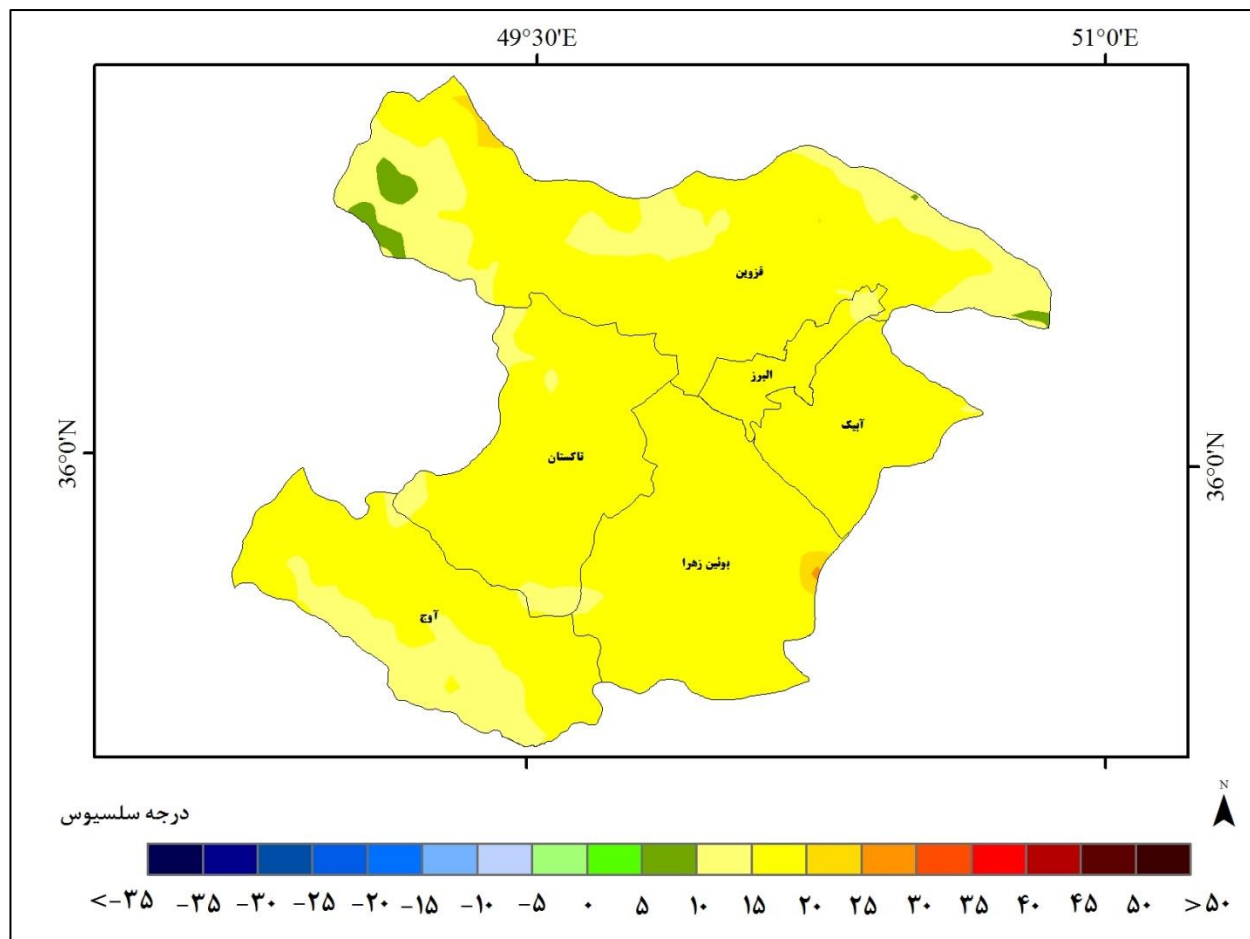 49°30'E 51°0'E
قزوین
البرز
آبیک
36°0'N 36°0'N
تاکستان
بوئین زهرا
آوج
N
درجه سلسیوس
<-۳۵ -۳۵ -۳۰ -۲۵ -۲۰ -۱۵ -۱۰ -۵ ۰ ۵ ۱۰ ۱۵ ۲۰ ۲۵ ۳۰ ۳۵ ۴۰ ۴۵ ۵۰ >۵۰